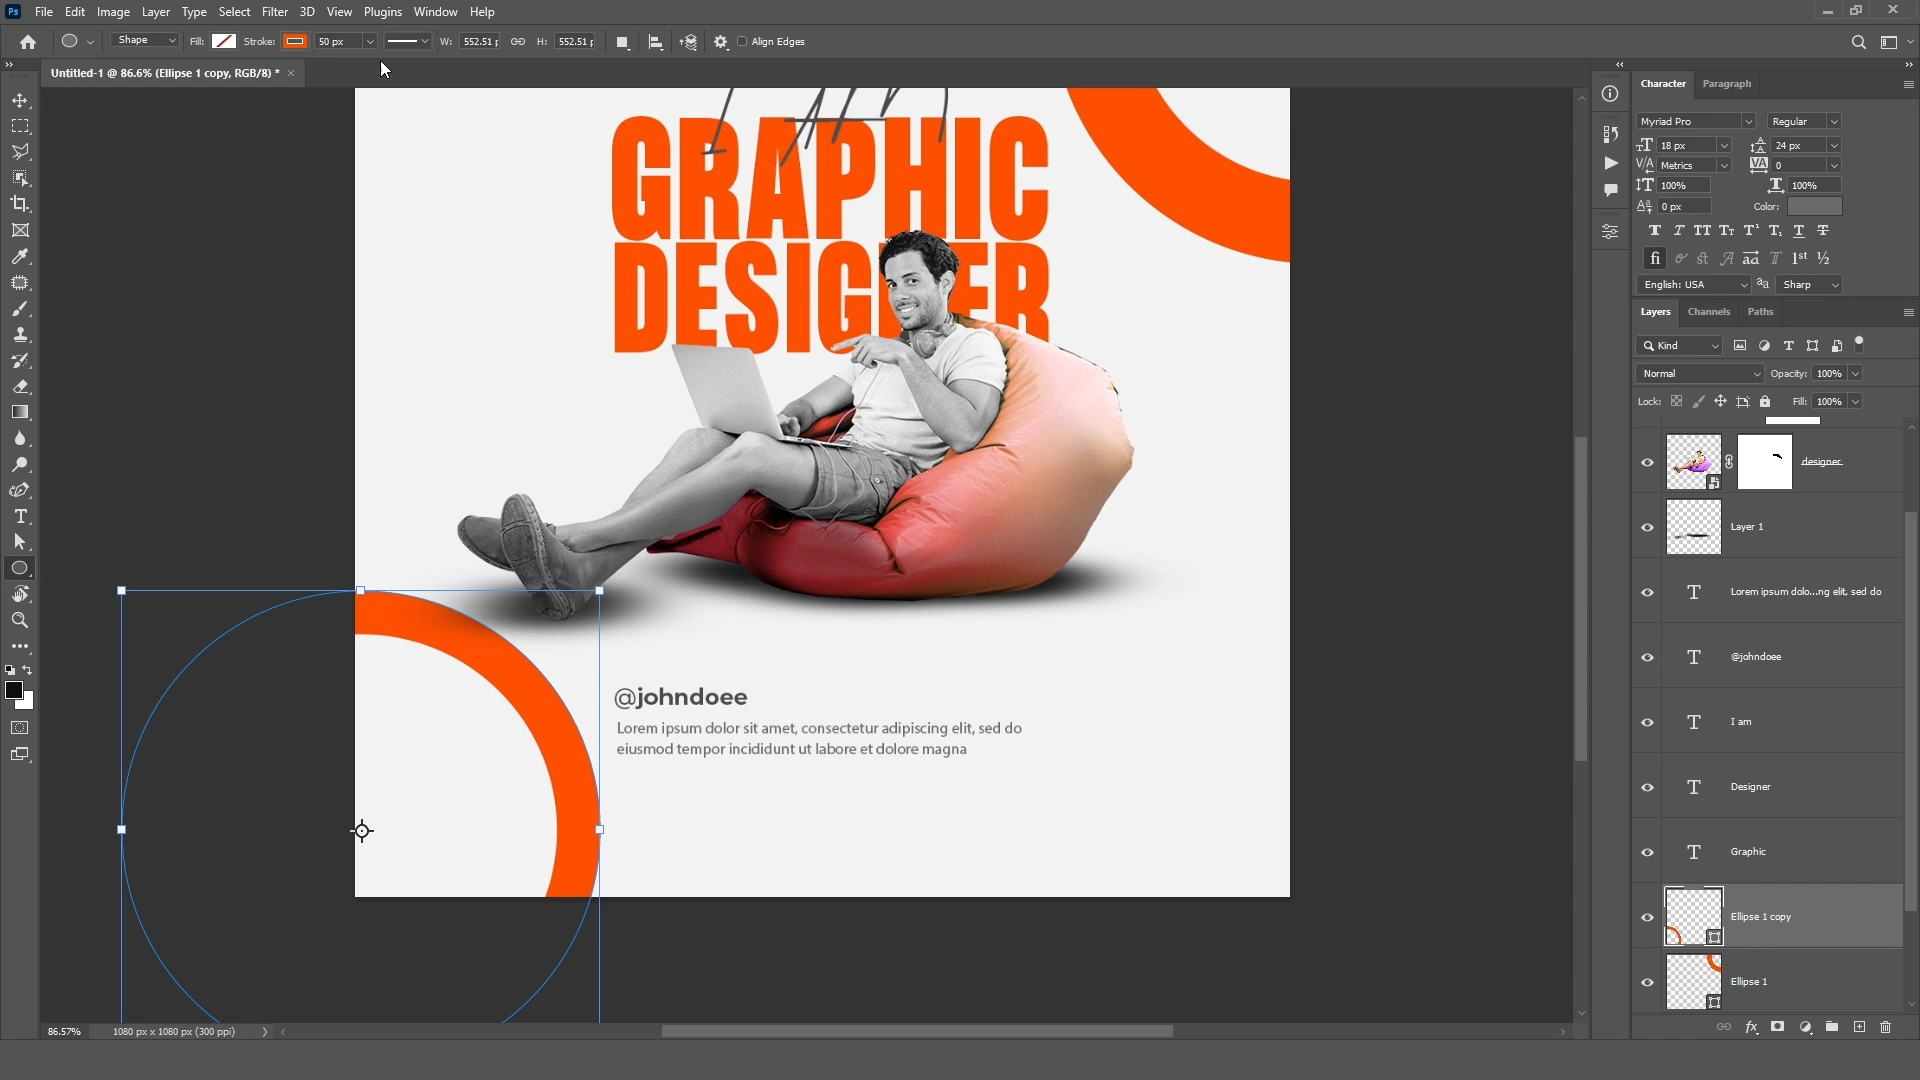 Ps File Edit Image Layer Type Select Filter 3D View Plugins Window Help
Shape Fill: Stroke: 50 px W: 552.51 p H: 552.51 p Align Edges
Untitled-1 @ 86.6% (Ellipse 1 copy, RGB/8) *
GRAPHIC
DESIGNER
@johndoee
Lorem ipsum dolor sit amet, consectetur adipiscing elit, sed do
eiusmod tempor incididunt ut labore et dolore magna
86.57% 1080 px x 1080 px (300 ppi)
Character Paragraph
Myriad Pro Regular
18 px 24 px
Metrics 0
100% 100%
0 px Color:
English: USA Sharp
Layers Channels Paths
Kind
Normal Opacity: 100%
Lock: Fill: 100%
designer
Layer 1
Lorem ipsum dolo...ng elit, sed do
@johndoee
I am
Designer
Graphic
Ellipse 1 copy
Ellipse 1